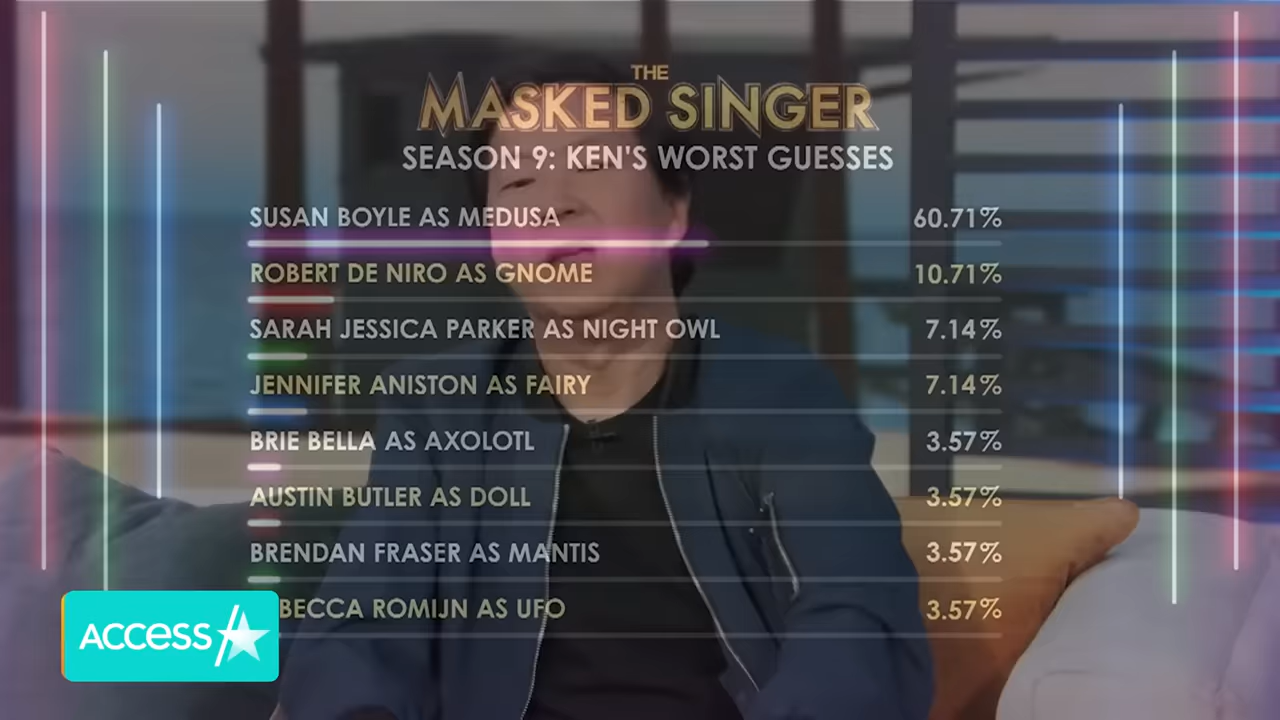 THE
MASKED SINGER
SEASON 9: KEN'S WORST GUESSES
SUSAN BOYLE AS MEDUSA 60.71%
ROBERT DE NIRO AS GNOME 10.71%
SARAH JESSICA PARKER AS NIGHT OWL 7.14%
JENNIFER ANISTON AS FAIRY 7.14%
BRIE BELLA AS AXOLOTL 3.57%
AUSTIN BUTLER AS DOLL 3.57%
BRENDAN FRASER AS MANTIS 3.57%
BECCA ROMIJN AS UFO 3.57%
ACCESS